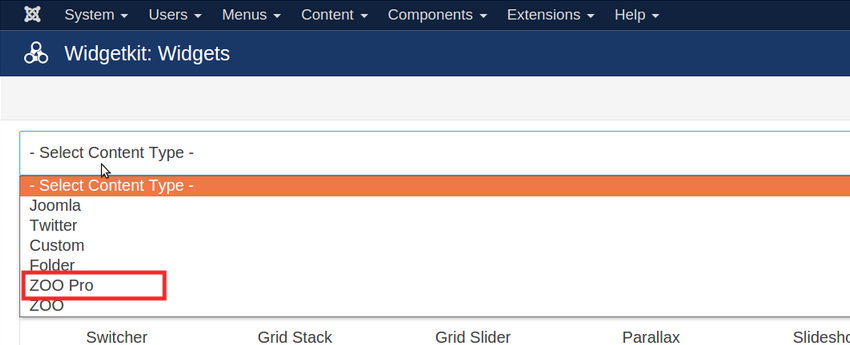 System Users Menus Content Components Extensions Help
Widgetkit: Widgets
- Select Content Type -
- Select Content Type -
Joomla
Twitter
Custom
Folder
ZOO Pro
ZOO
Switcher Grid Stack Grid Slider Parallax